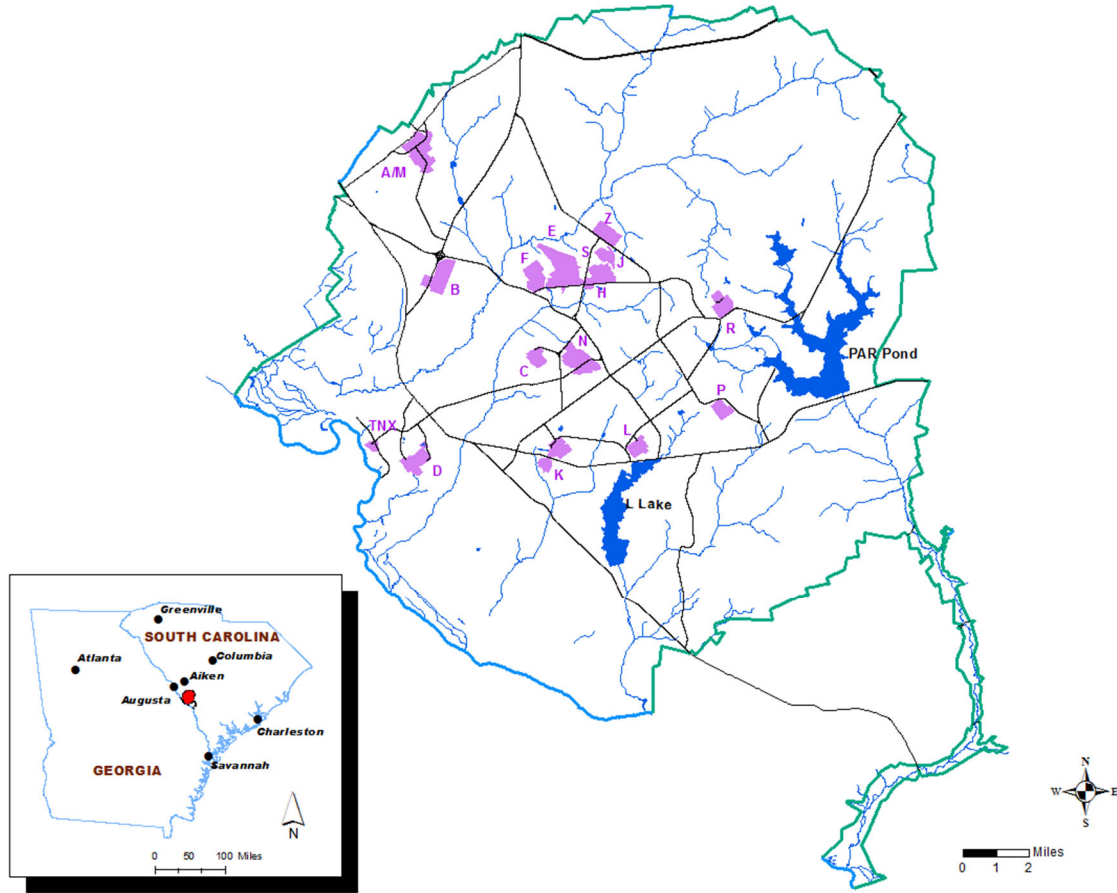 A/M
Z
E
S
F
J
B
H
R
N
PAR Pond
C
P
TNX
L
D
K
L Lake
Greenville
SOUTH CAROLINA
Atlanta
Columbia
Aiken
Augusta
Charleston
Savannah
GEORGIA
N
0 50 100 Miles
N
W E
S
Miles
0 1 2